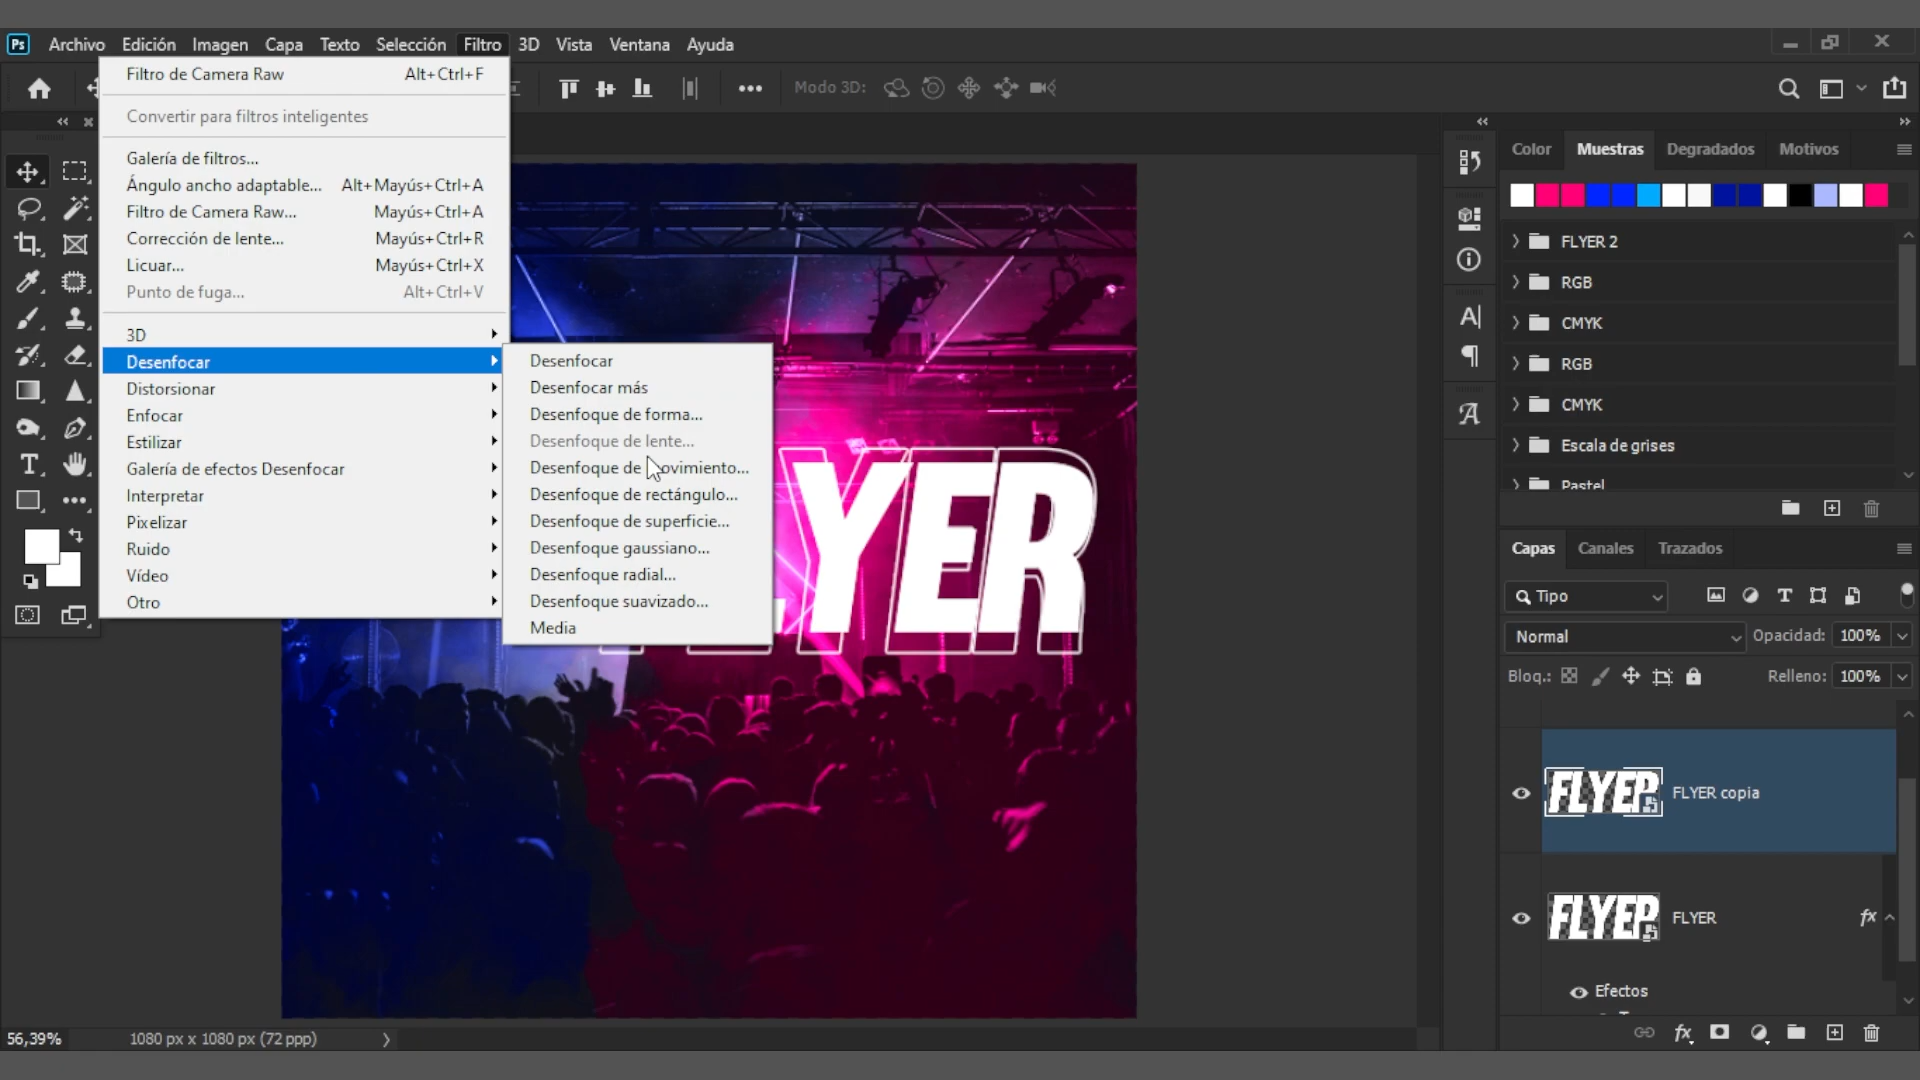 Ps Archivo Edición Imagen Capa Texto Selección Filtro 3D Vista Ventana Ayuda
Filtro de Camera Raw Alt+Ctrl+F
Convertir para filtros inteligentes
Galería de filtros...
Ángulo ancho adaptable... Alt+Mayús+Ctrl+A
Filtro de Camera Raw... Mayús+Ctrl+A
Corrección de lente... Mayús+Ctrl+R
Licuar... Mayús+Ctrl+X
Punto de fuga... Alt+Ctrl+V
3D
Desenfocar
Distorsionar
Enfocar
Estilizar
Galería de efectos Desenfocar
Interpretar
Pixelizar
Ruido
Vídeo
Otro
Desenfocar
Desenfocar más
Desenfoque de forma...
Desenfoque de lente...
Desenfoque de movimiento...
Desenfoque de rectángulo...
Desenfoque de superficie...
Desenfoque gaussiano...
Desenfoque radial...
Desenfoque suavizado...
Media
Modo 3D:
LYER
Color Muestras Degradados Motivos
FLYER 2
RGB
CMYK
RGB
CMYK
Escala de grises
Pastel
Capas Canales Trazados
Tipo
Normal Opacidad: 100%
Bloq.: Relleno: 100%
FLYER FLYER copia
FLYER FLYER fx
Efectos
56,39% 1080 px x 1080 px (72 ppp)